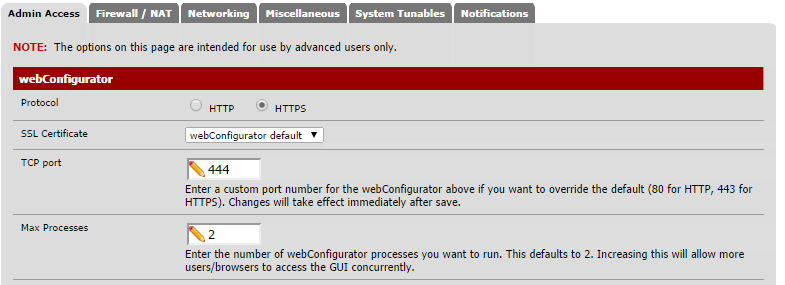 Admin Access Firewall / NAT Networking Miscellaneous System Tunables Notifications
NOTE: The options on this page are intended for use by advanced users only.
webConfigurator
Protocol HTTP HTTPS
SSL Certificate webConfigurator default
TCP port 444
Enter a custom port number for the webConfigurator above if you want to override the default (80 for HTTP, 443 for
HTTPS). Changes will take effect immediately after save.
Max Processes 2
Enter the number of webConfigurator processes you want to run. This defaults to 2. Increasing this will allow more
users/browsers to access the GUI concurrently.